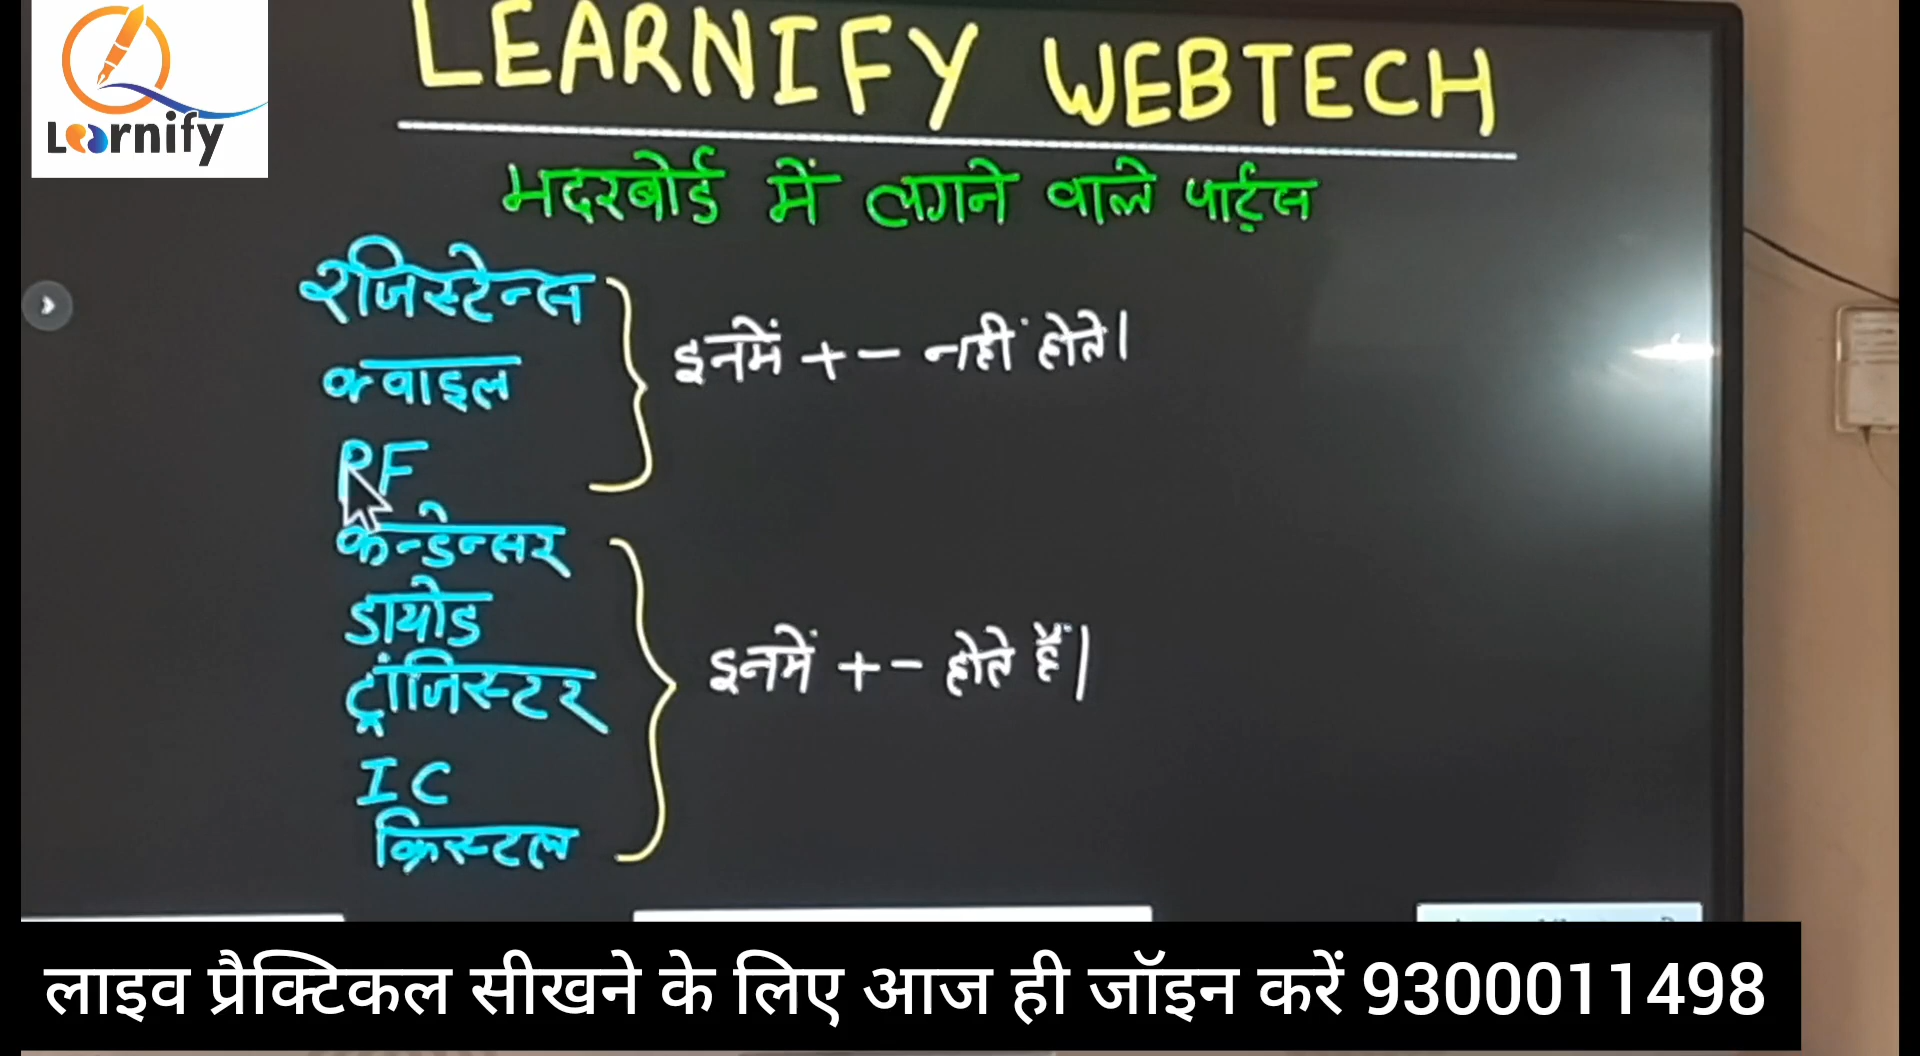 Learnify
LEARNIFY WEBTECH
मदरबोर्ड में लगने वाले पार्ट्स
रजिस्टेन्स
क्वाइल
RF
इनमें + - नहीं होते।
कन्डेन्सर
डायोड
ट्रांजिस्टर
IC
क्रिस्टल
इनमें + - होते हैं।
लाइव प्रैक्टिकल सीखने के लिए आज ही जॉइन करें 9300011498